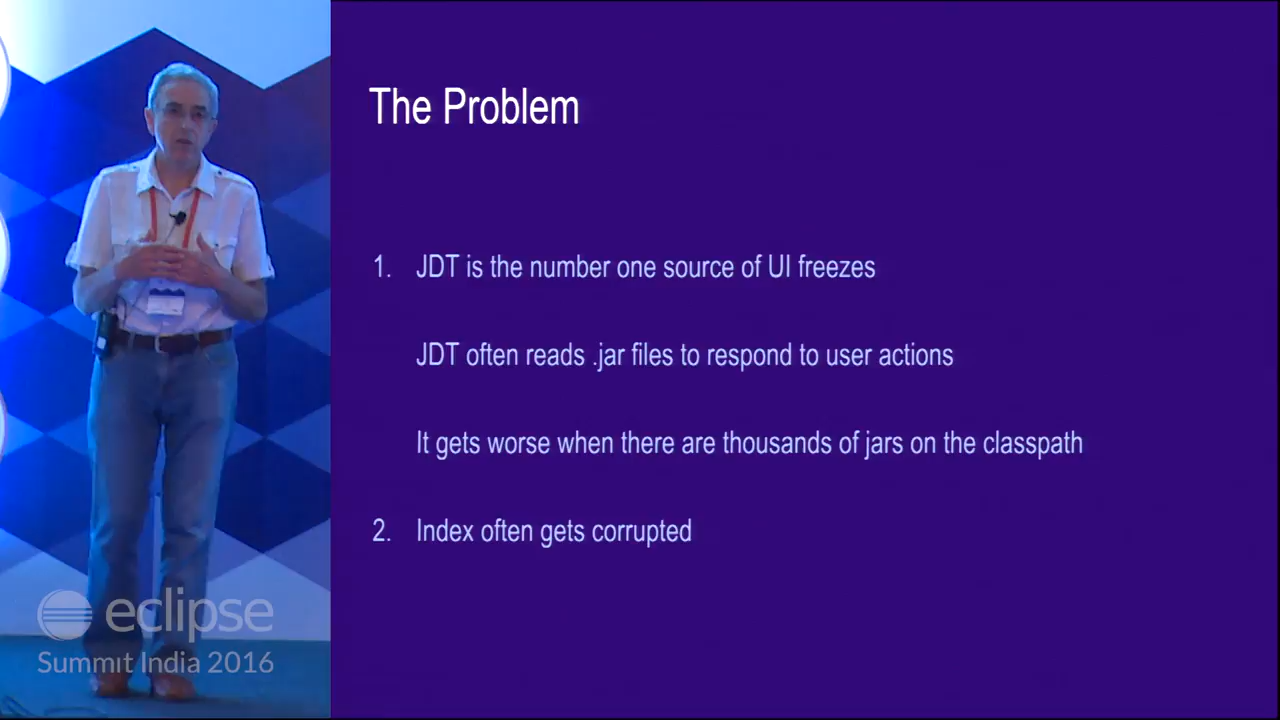 The Problem
1. JDT is the number one source of UI freezes
JDT often reads .jar files to respond to user actions
It gets worse when there are thousands of jars on the classpath
2. Index often gets corrupted
eclipse
Summit India 2016